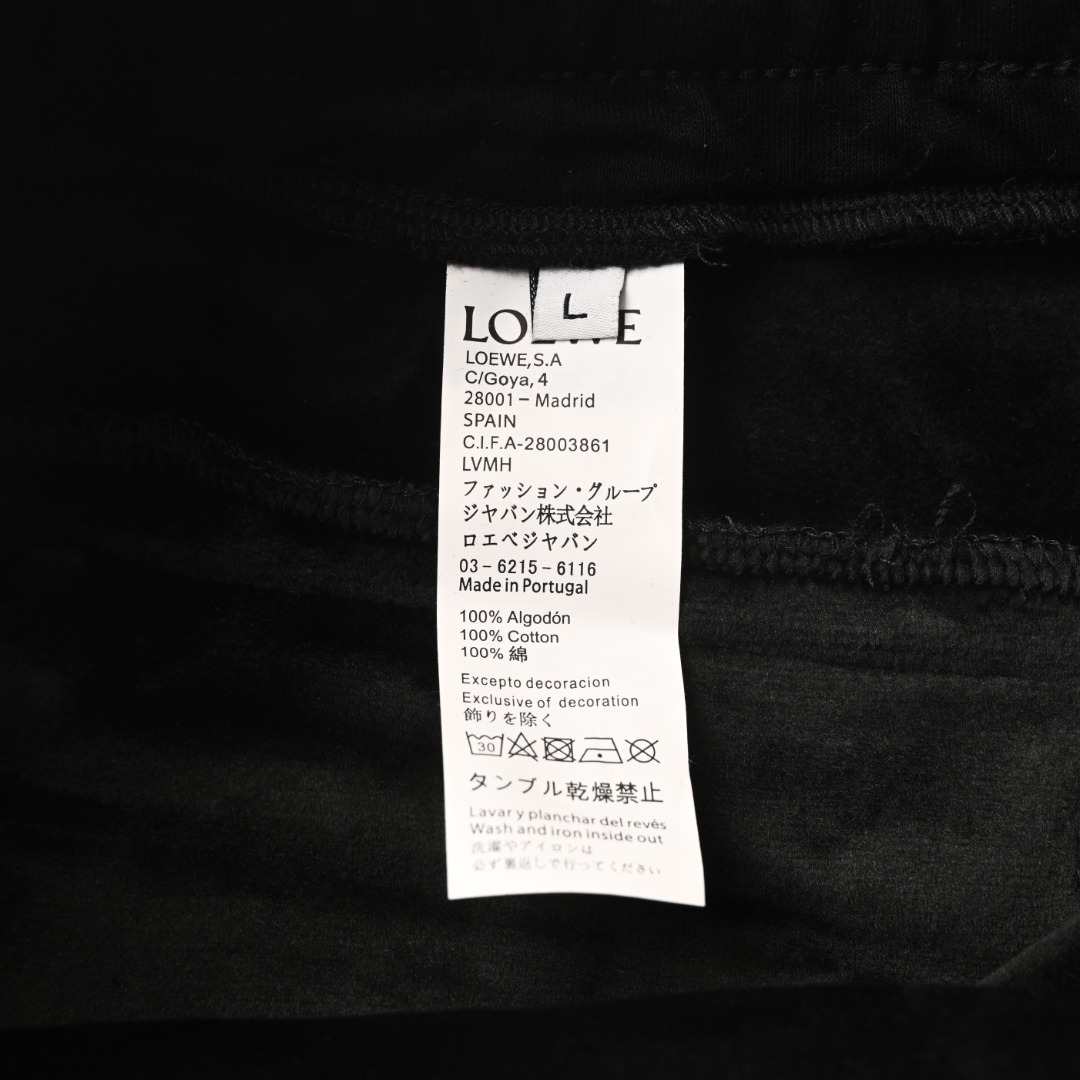 L
LOEWE
LOEWE,S.A
C/Goya, 4
28001 – Madrid
SPAIN
C.I.F.A-28003861
LVMH
ファッション・グループ
ジャバン株式会社
ロエベジャパン
03 – 6215 – 6116
Made in Portugal
100% Algodón
100% Cotton
100% 綿
Excepto decoracion
Exclusive of decoration
飾りを除く
30
タンブル乾燥禁止
Lavar y planchar del revés
Wash and iron inside out
洗濯やアイロンは
必ず裏返しで行ってください